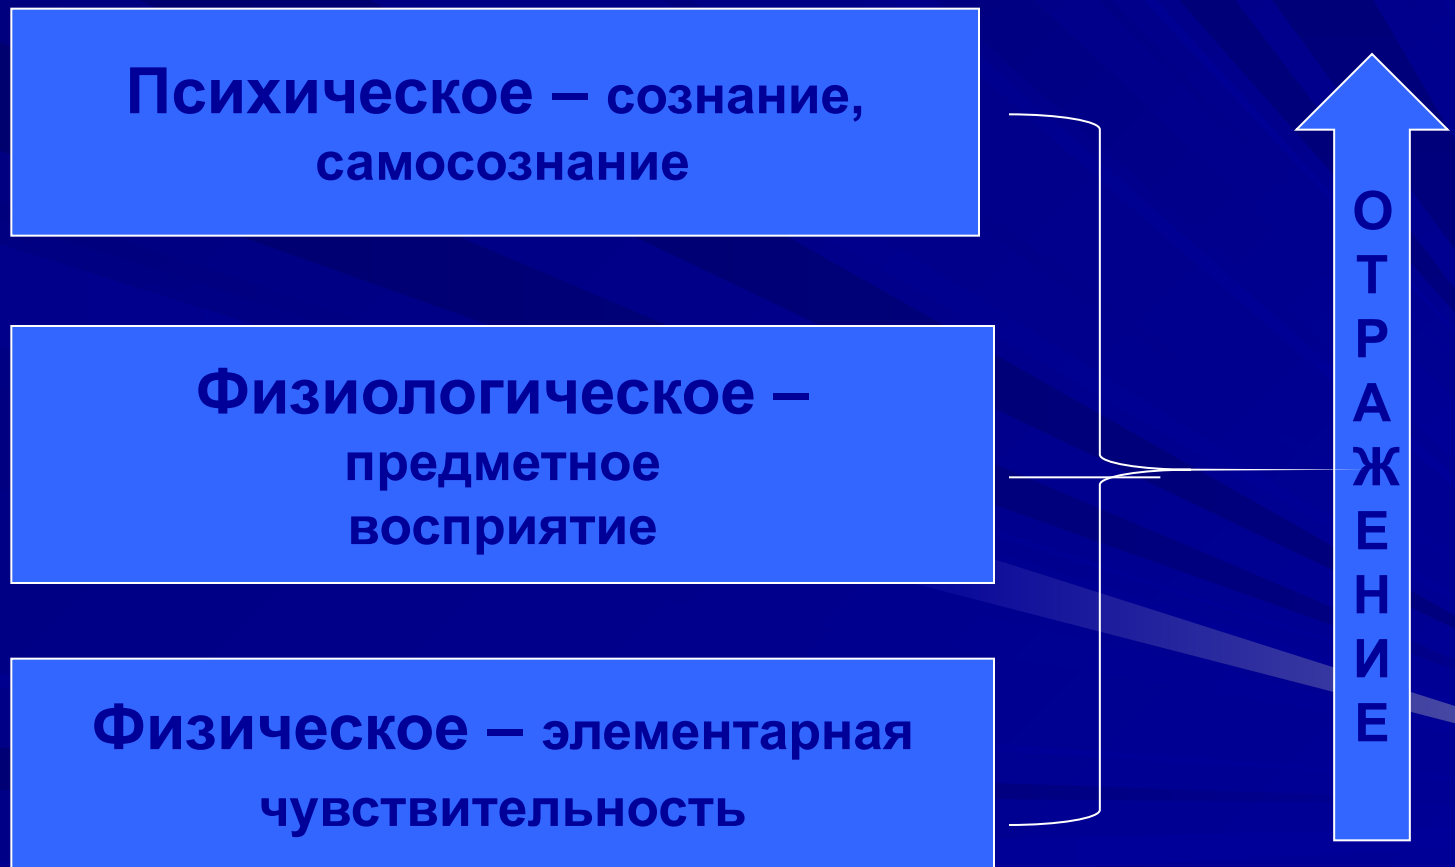 Психическое – сознание,
самосознание
Физиологическое –
предметное
восприятие
Физическое – элементарная
чувствительность
О
Т
Р
А
Ж
Е
Н
И
Е